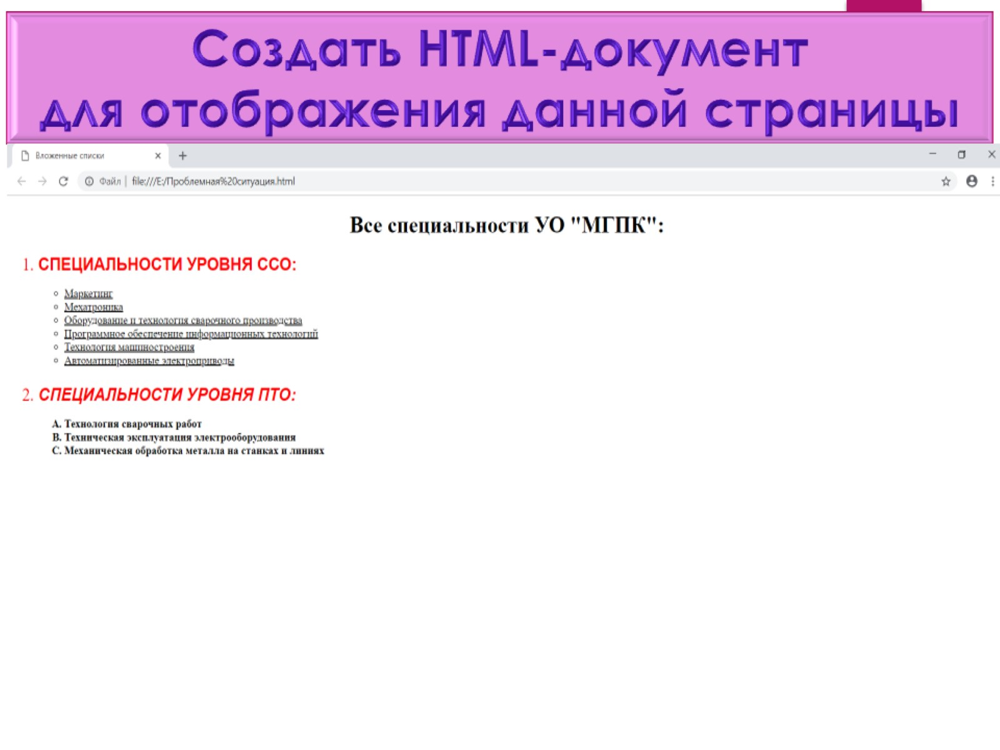 Создать HTML-документ
для отображения данной страницы
Вложенные списки
Файл | file:///E:/Проблемная%20ситуация.html
Все специальности УО "МГПК":
1. СПЕЦИАЛЬНОСТИ УРОВНЯ ССО:
Маркетинг
Мехатроника
Оборудование и технология сварочного производства
Программное обеспечение информационных технологий
Технология машиностроения
Автоматизированные электроприводы
2. СПЕЦИАЛЬНОСТИ УРОВНЯ ПТО:
A. Технология сварочных работ
B. Техническая эксплуатация электрооборудования
C. Механическая обработка металла на станках и линиях